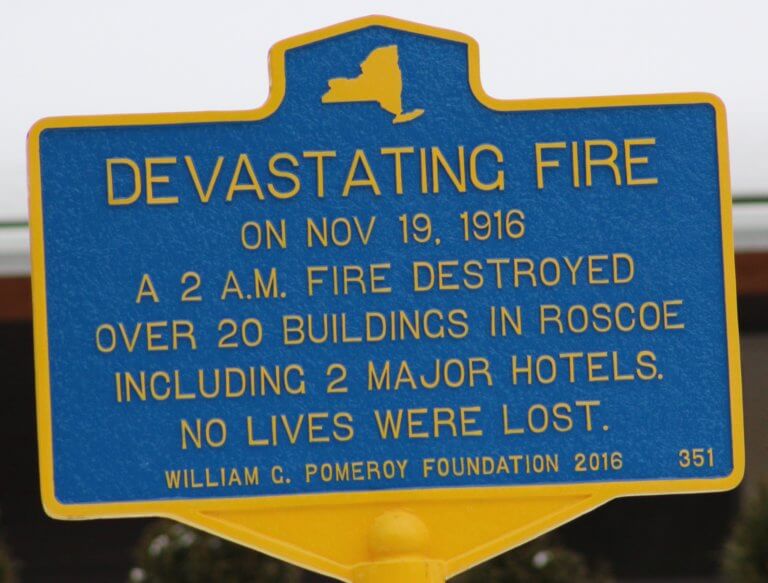 DEVASTATING FIRE
ON NOV 19, 1916
A 2 A.M. FIRE DESTROYED
OVER 20 BUILDINGS IN ROSCOE
INCLUDING 2 MAJOR HOTELS.
NO LIVES WERE LOST.
WILLIAM G. POMEROY FOUNDATION 2016 351